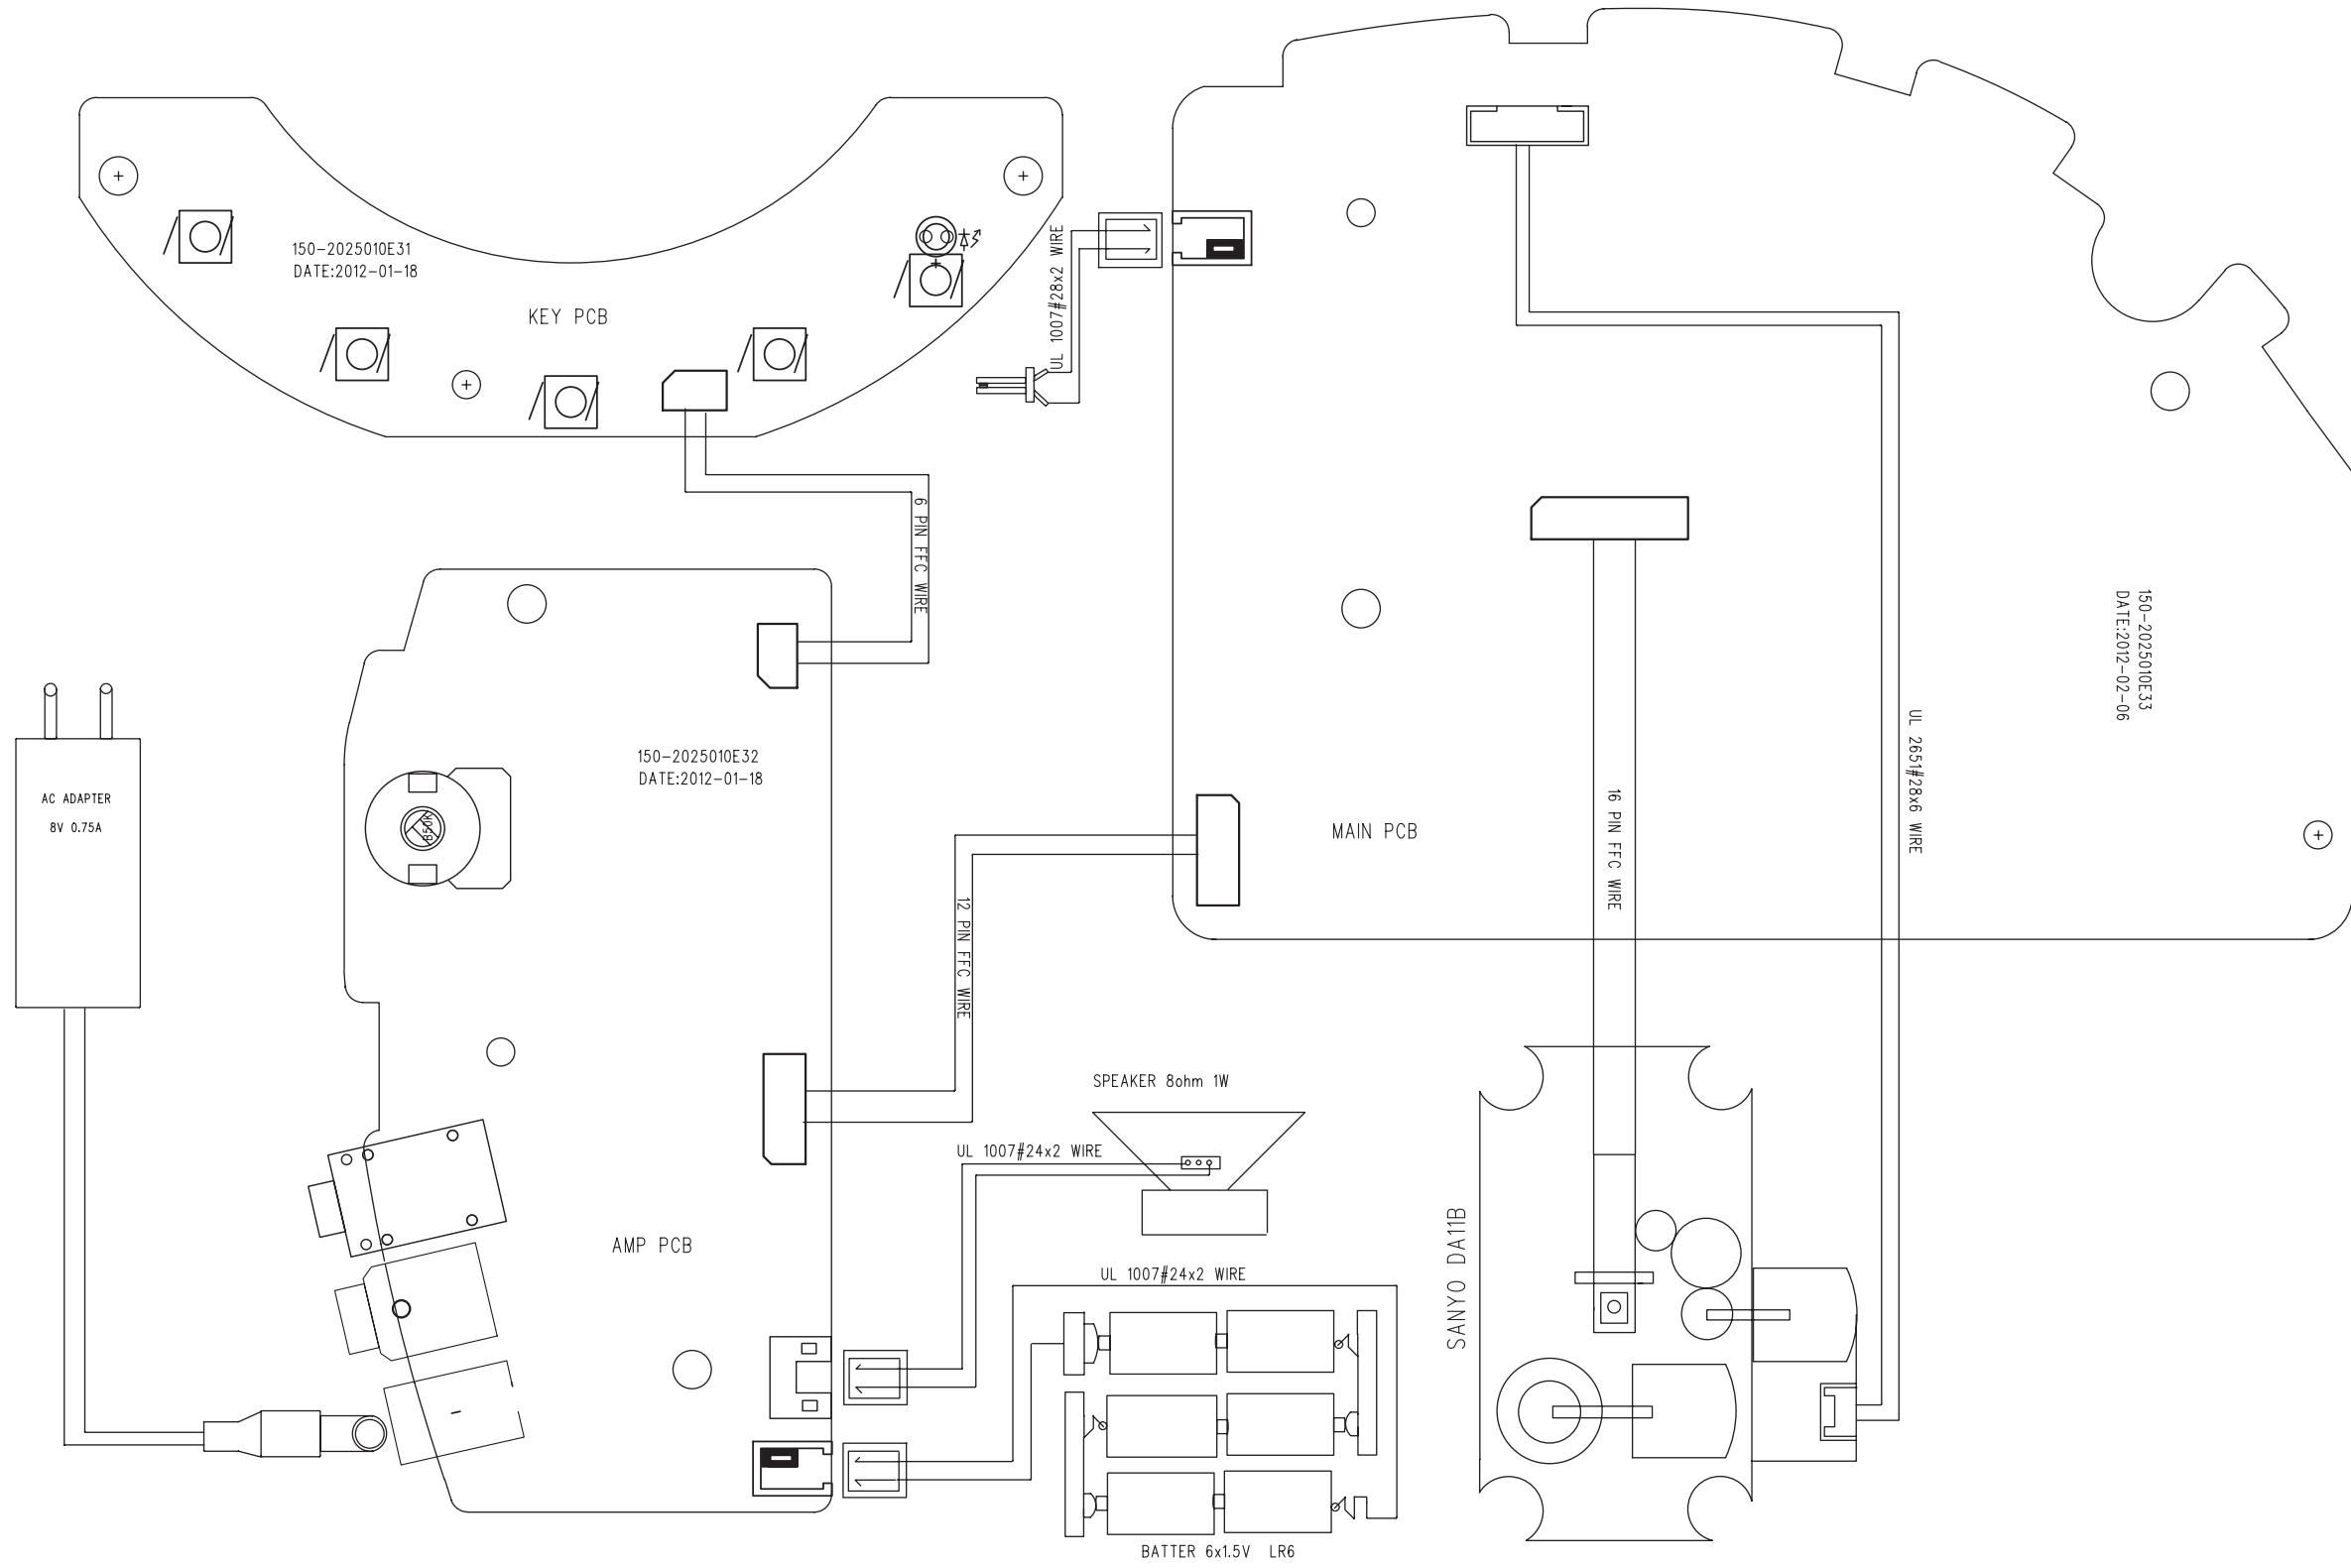 150-2025010E31
DATE:2012-01-18
KEY PCB
UL 1007#28x2 WIRE
6 PIN FFC WIRE
150-2025010E33
DATE:2012-02-06
UL 2651#28x6 WIRE
16 PIN FFC WIRE
MAIN PCB
150-2025010E32
DATE:2012-01-18
AC ADAPTER
8V 0.75A
B50K
12 PIN FFC WIRE
SPEAKER 8ohm 1W
UL 1007#24x2 WIRE
AMP PCB
UL 1007#24x2 WIRE
SANYO DA11B
BATTER 6x1.5V LR6